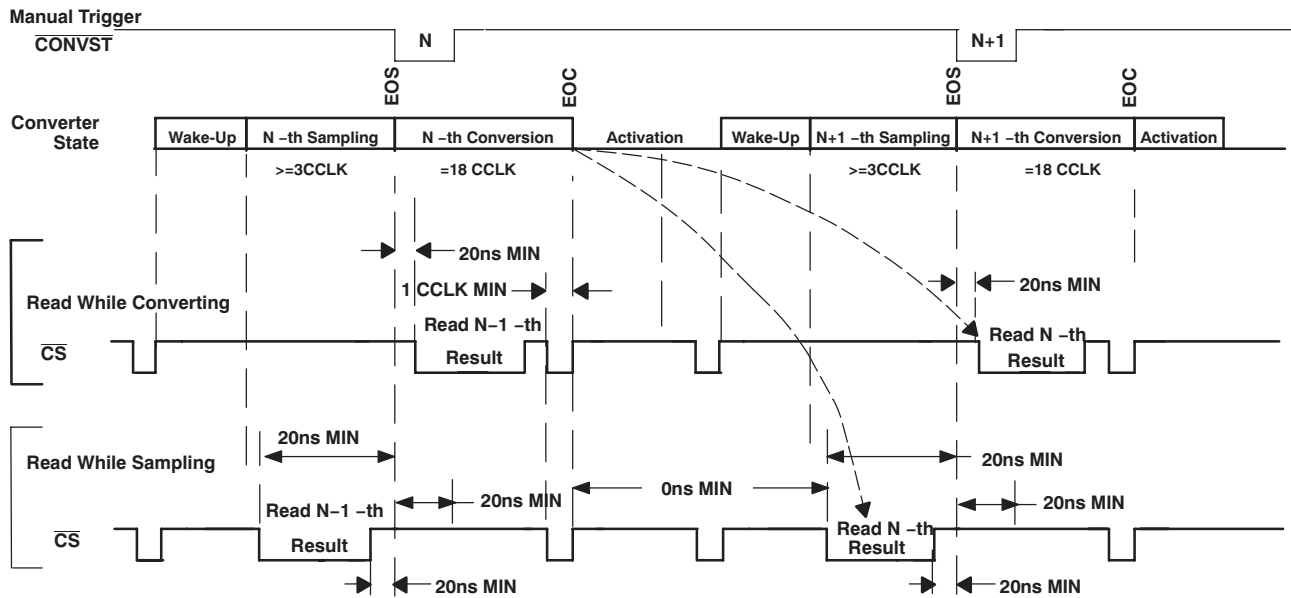 Manual Trigger
CONVST
N
N+1
EOS
EOC
EOS
EOC
Converter
State
Wake-Up
N −th Sampling
N −th Conversion
Activation
Wake-Up
N+1 −th Sampling
N+1 −th Conversion
Activation
>=3CCLK
=18 CCLK
>=3CCLK
=18 CCLK
20ns MIN
1 CCLK MIN
20ns MIN
Read While Converting
Read N−1 −th
Result
Read N −th
Result
CS
20ns MIN
20ns MIN
Read While Sampling
20ns MIN
0ns MIN
20ns MIN
Read N−1 −th
Result
Read N −th
Result
CS
20ns MIN
20ns MIN